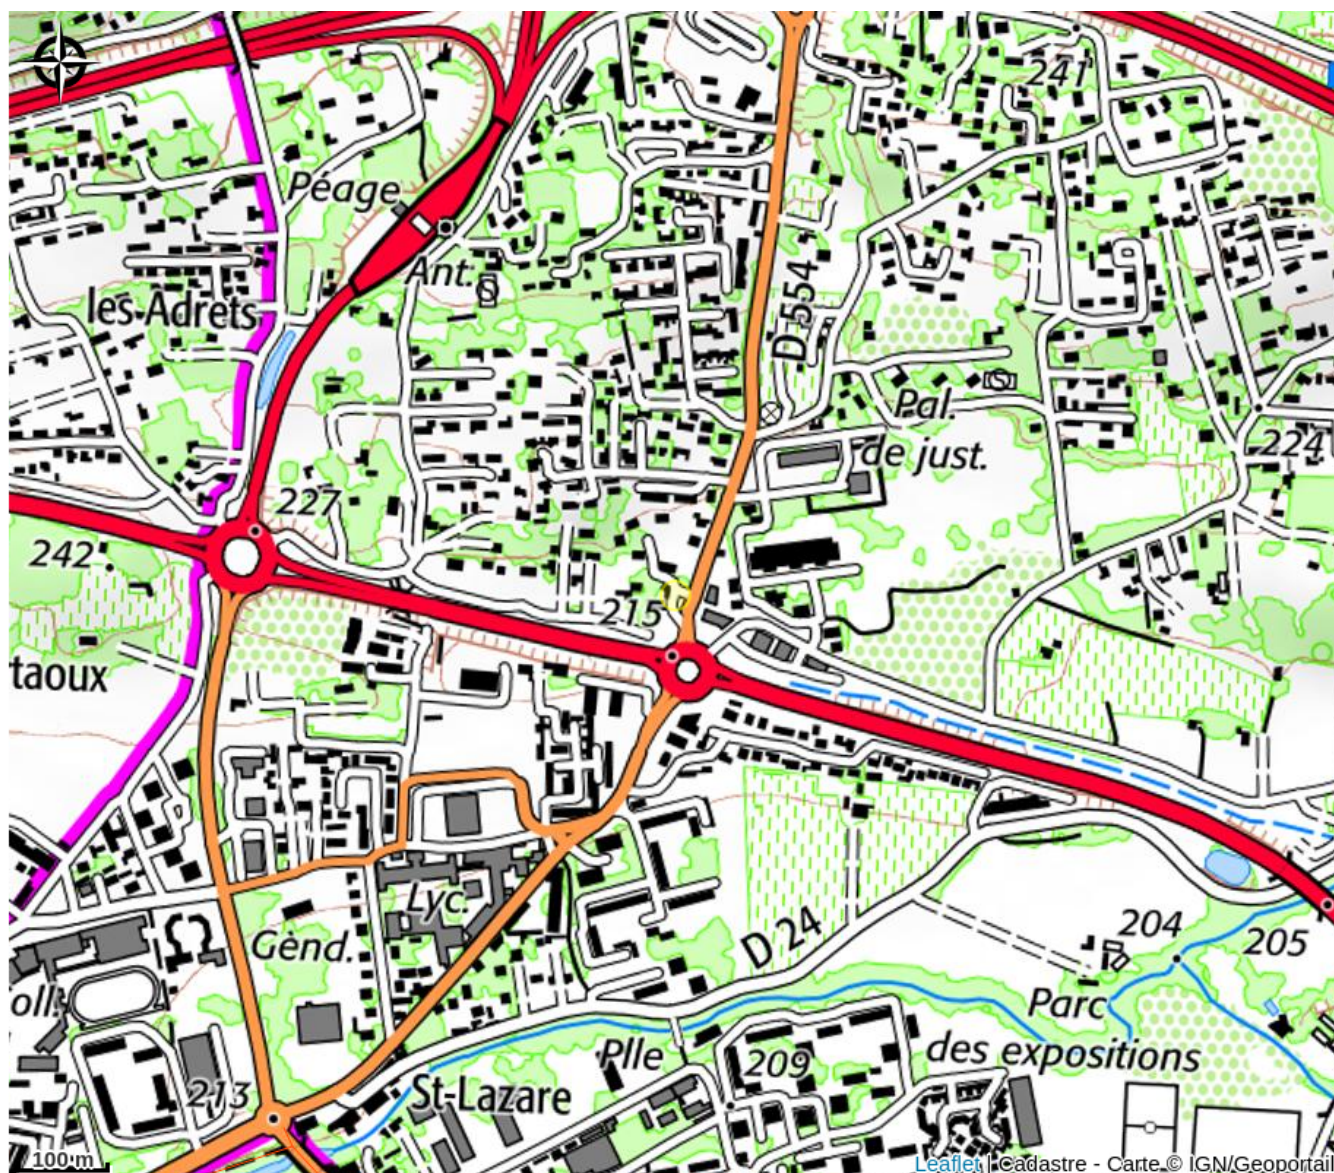 241
Péage
Ant.
les Adrets
D 554
Pal.
de just.
224
227
242
215
taoux
Lyc.
Gend.
D 24
204
205
oll.
Parc
des expositions
Plle
209
213
St-Lazare
100 m
Leaflet | Cadastre - Carte © IGN/Geoportail